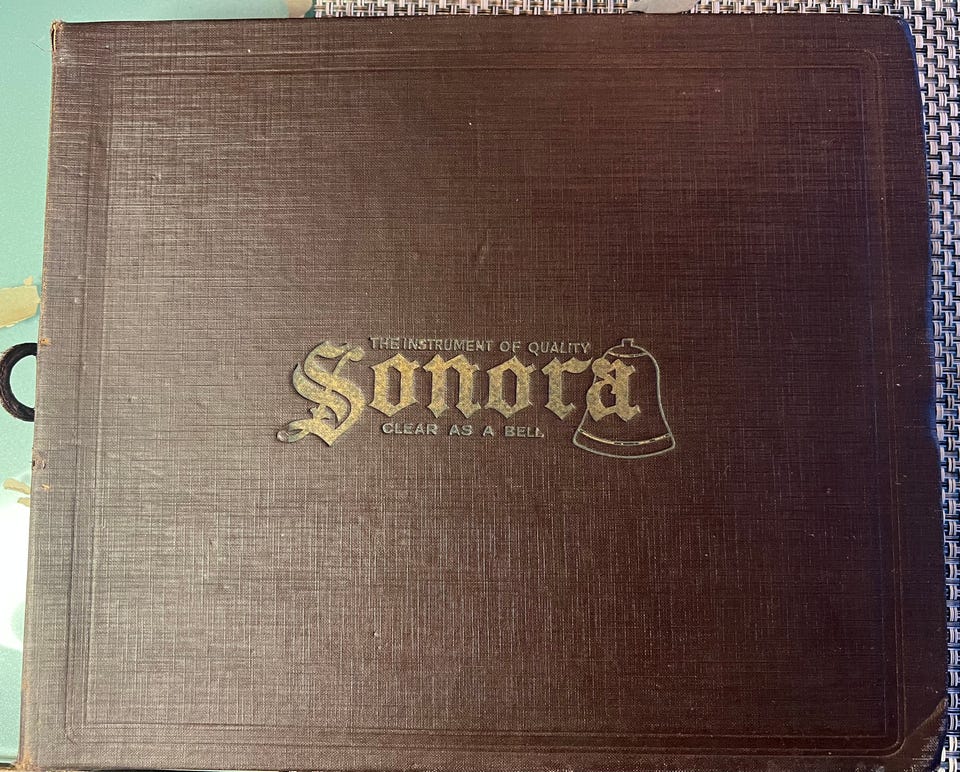 THE INSTRUMENT OF QUALITY
Sonora
CLEAR AS A BELL